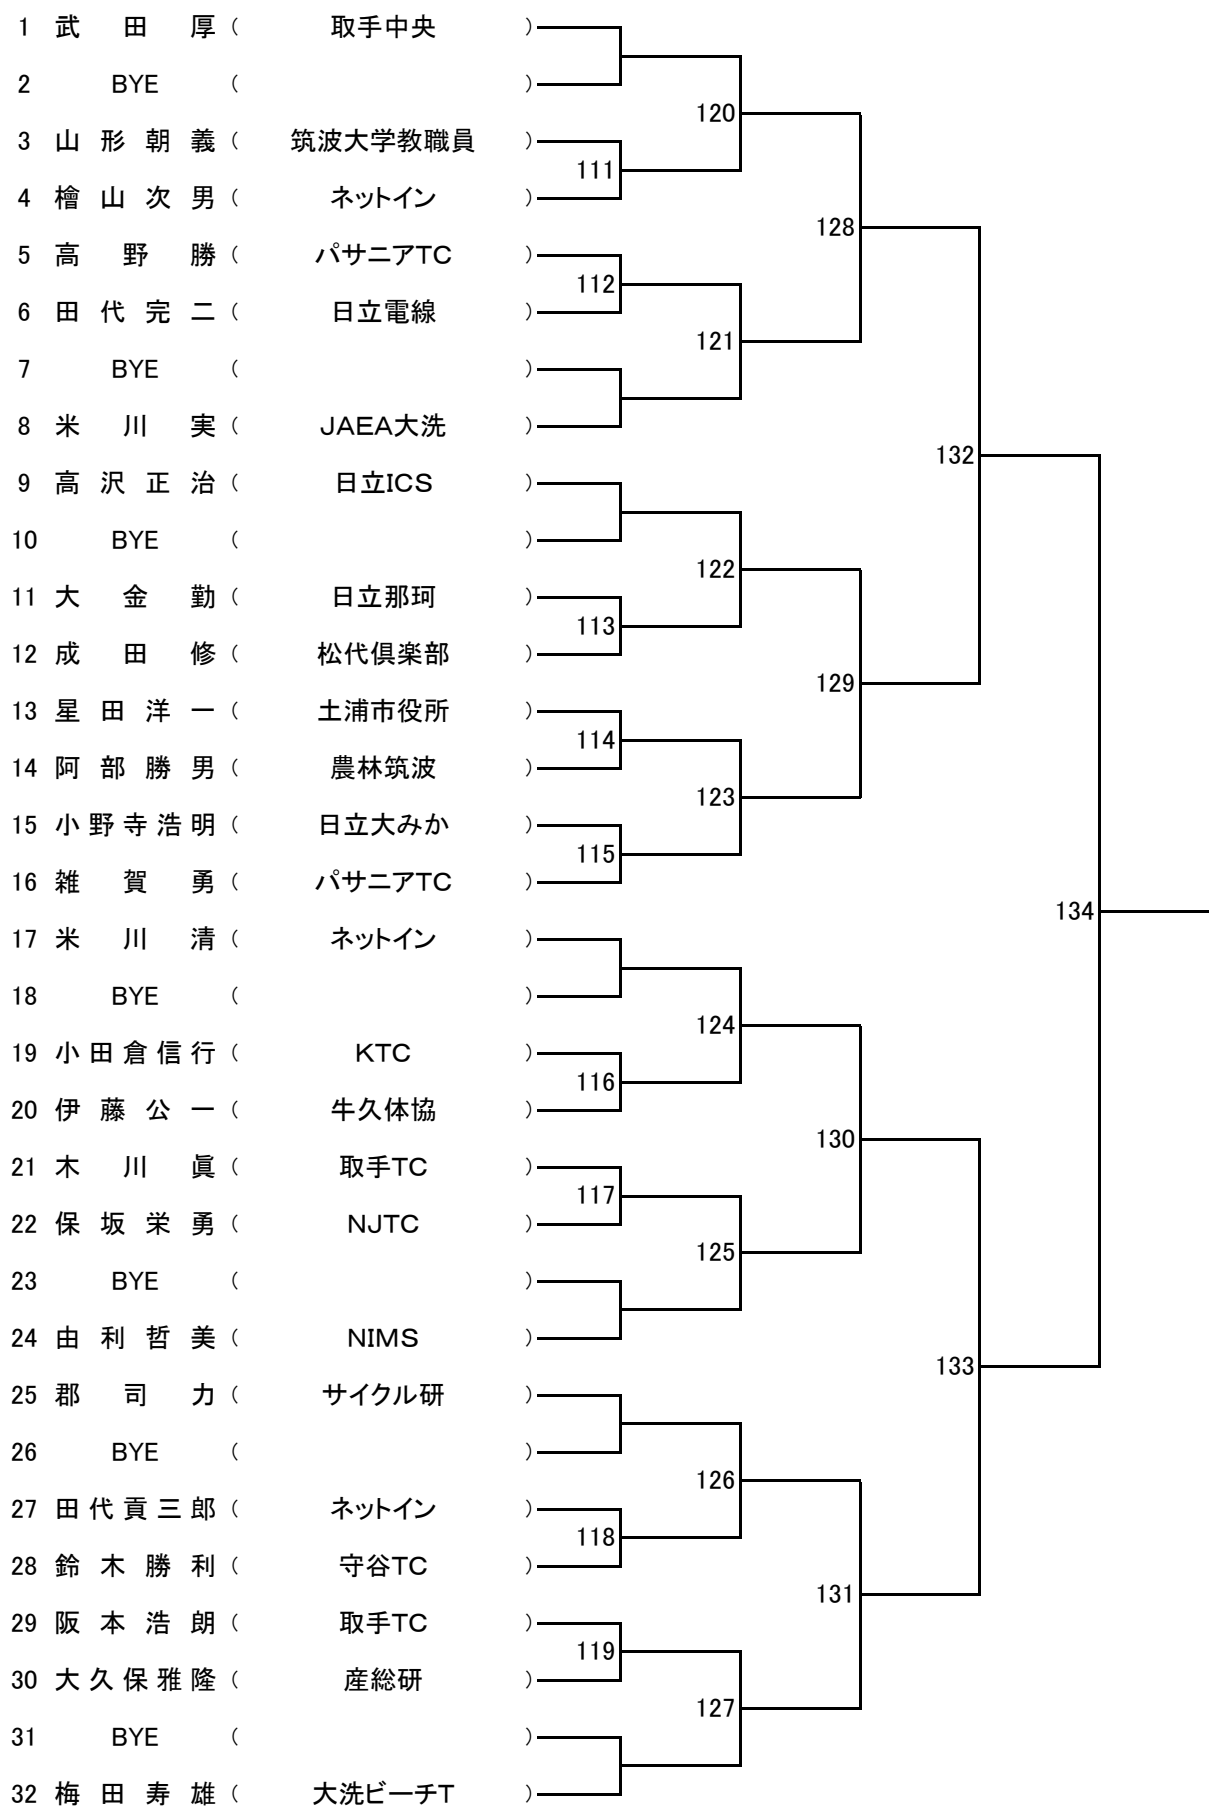 1 武田厚 ( 取手中央 )
2 BYE ( )
120
3 山形朝義 ( 筑波大学教職員 )
111
4 檜山次男 ( ネットイン )
128
5 高野勝 ( パサニアTC )
112
6 田代完二 ( 日立電線 )
121
7 BYE ( )
8 米川実 ( JAEA大洗 )
132
9 高沢正治 ( 日立ICS )
10 BYE ( )
122
11 大金勤 ( 日立那珂 )
113
12 成田修 ( 松代倶楽部 )
129
13 星田洋一 ( 土浦市役所 )
114
14 阿部勝男 ( 農林筑波 )
123
15 小野寺浩明 ( 日立大みか )
115
16 雑賀勇 ( パサニアTC )
134
17 米川清 ( ネットイン )
18 BYE ( )
124
19 小田倉信行 ( KTC )
116
20 伊藤公一 ( 牛久体協 )
130
21 木川眞 ( 取手TC )
117
22 保坂栄勇 ( NJTC )
125
23 BYE ( )
24 由利哲美 ( NIMS )
133
25 郡司力 ( サイクル研 )
26 BYE ( )
126
27 田代貢三郎 ( ネットイン )
118
28 鈴木勝利 ( 守谷TC )
131
29 阪本浩朗 ( 取手TC )
119
30 大久保雅隆 ( 産総研 )
127
31 BYE ( )
32 梅田寿雄 ( 大洗ビーチT )